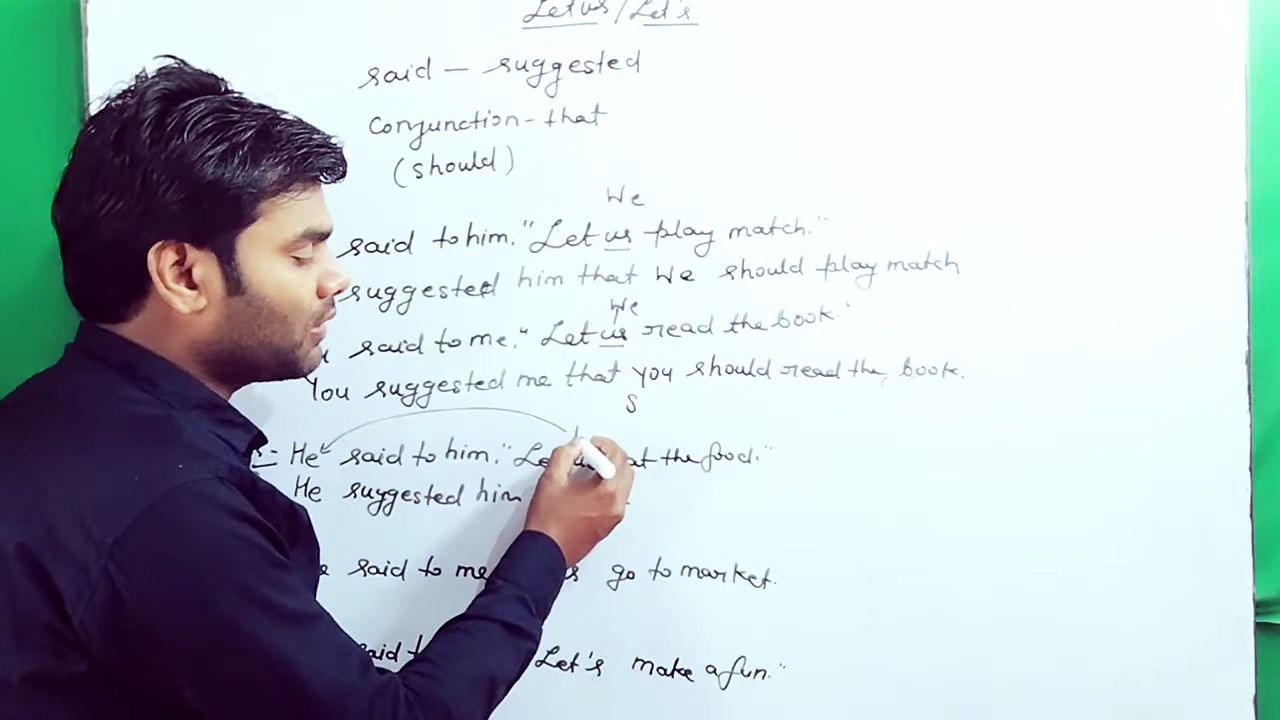 Let us / Let's
said - suggested
Conjunction - that
(should)
We
said to him, "Let us play match."
suggested him that We should play match
We
said to me, "Let us read the book."
You suggested me that you should read the book.
S
He said to him, " the food."
He suggested him
said to me go to market.
Let's make a fun."